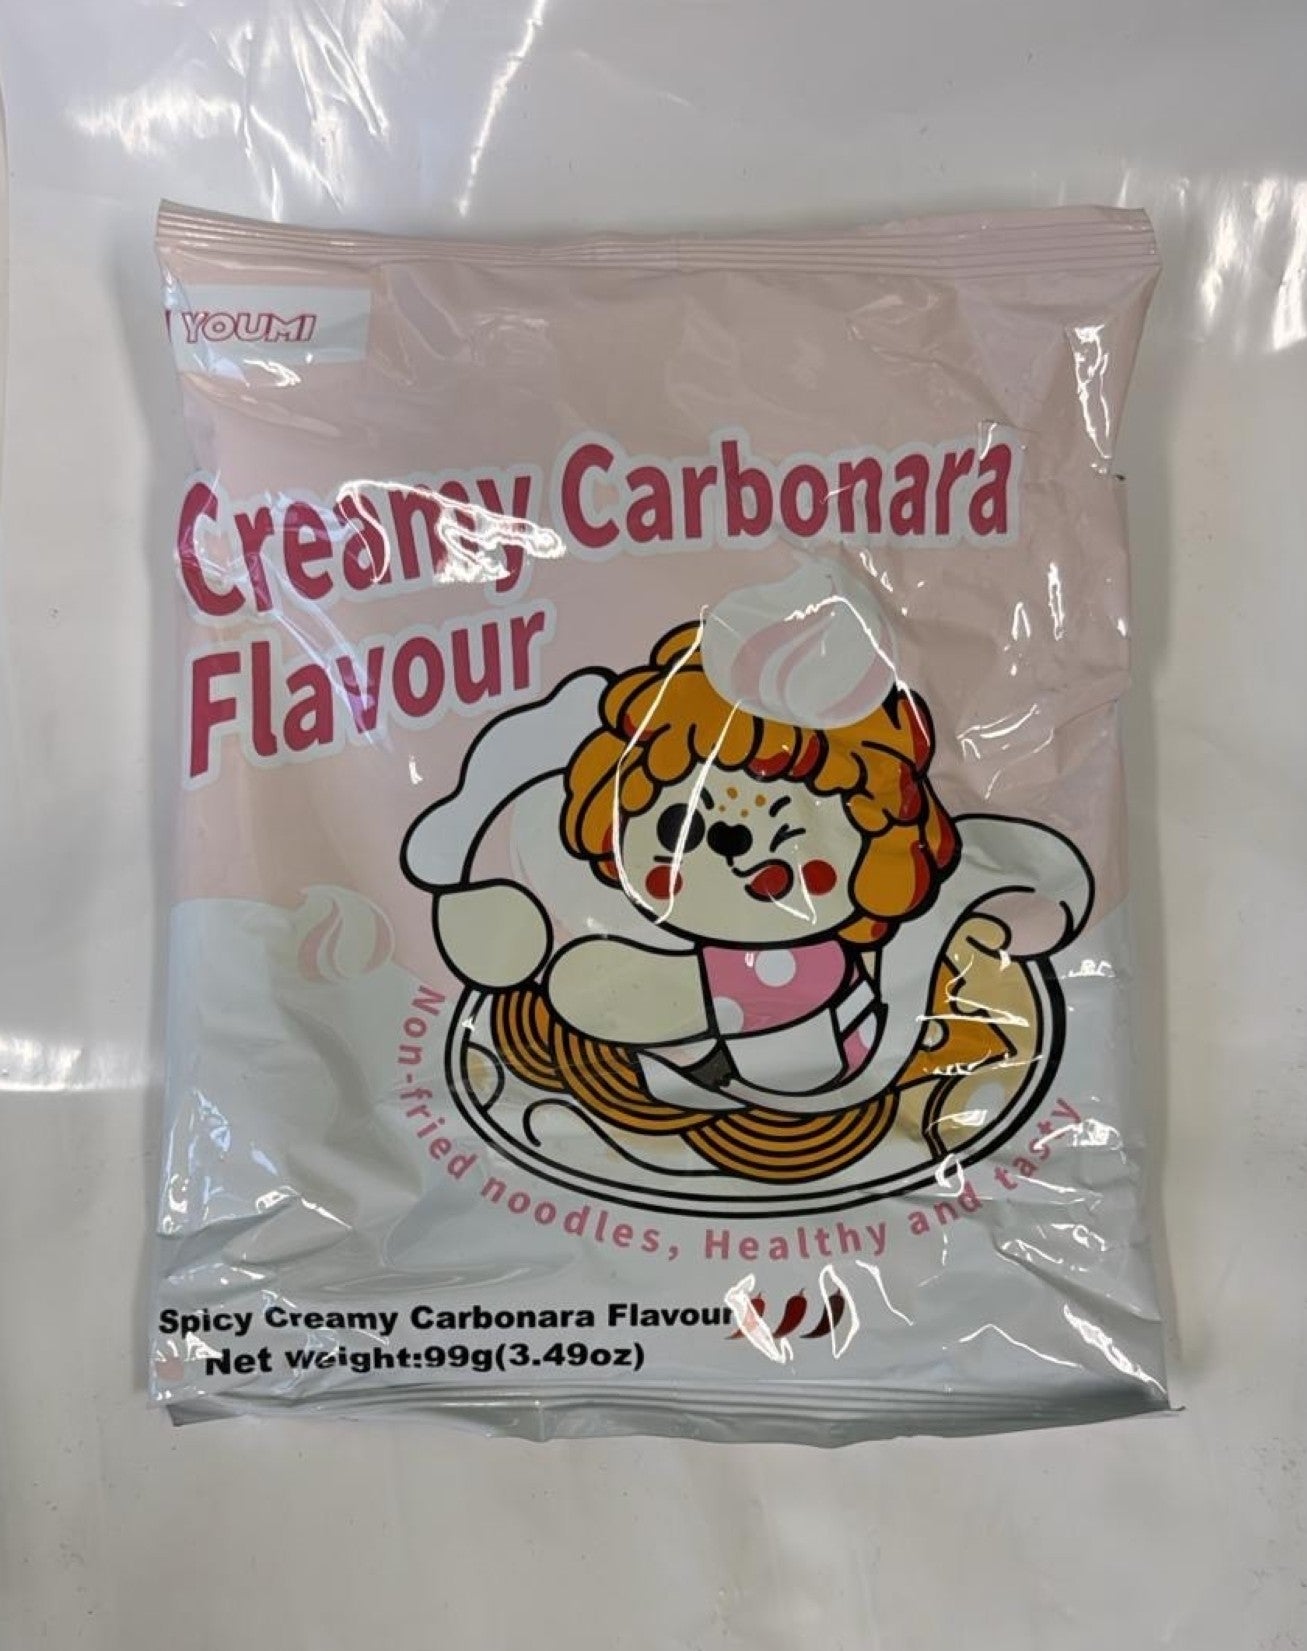 YOUMI
Creamy Carbonara
Flavour
Non-fried noodles, Healthy and tasty
Spicy Creamy Carbonara Flavour
Net weight:99g(3.49oz)